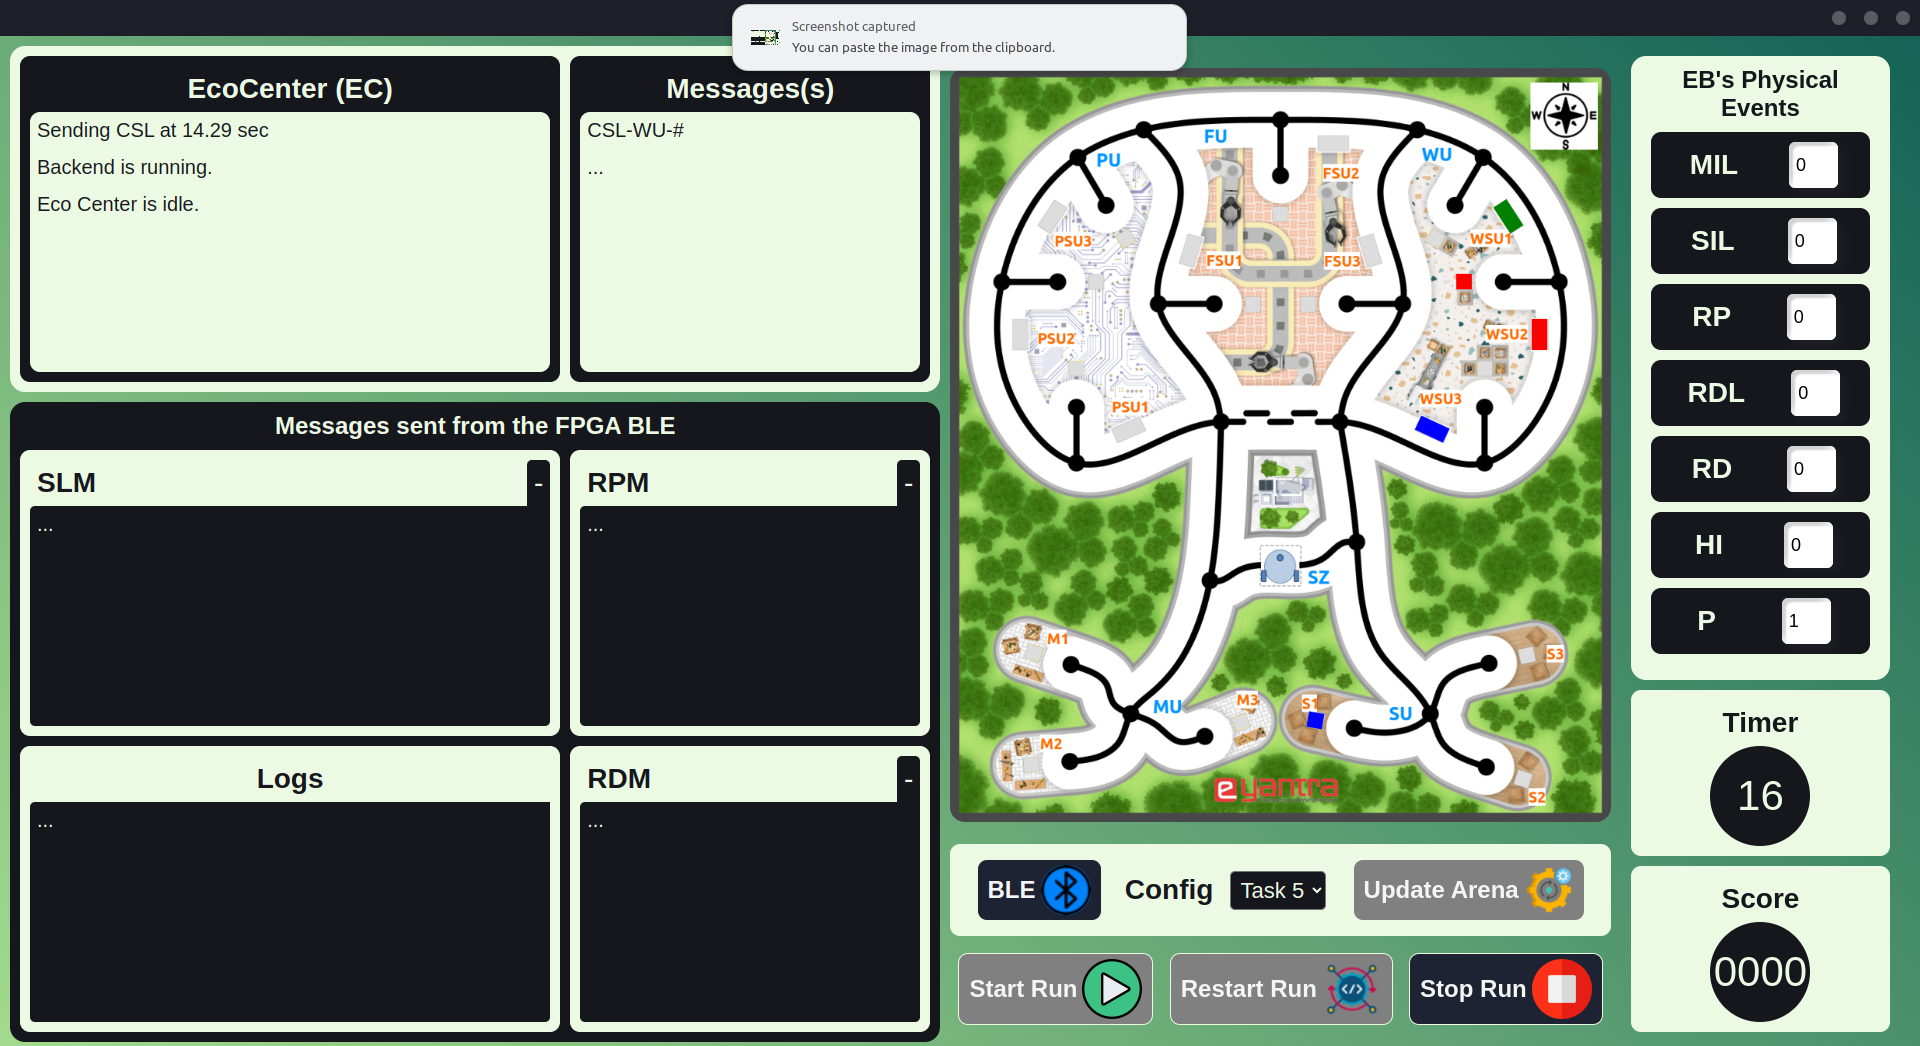 Screenshot captured
You can paste the image from the clipboard.
EcoCenter (EC)
Sending CSL at 14.29 sec
Backend is running.
Eco Center is idle.
Messages(s)
CSL-WU-#
...
Messages sent from the FPGA BLE
SLM
-
...
RPM
-
...
Logs
...
RDM
-
...
N
W E
S
FU
PU
WU
FSU2
PSU3
WSU1
FSU1
FSU3
PSU2
WSU2
PSU1
WSU3
SZ
M1
S3
M3
S1
MU
SU
M2
S2
e yantra
BLE
Config
Task 5
Update Arena
Start Run
Restart Run
</>
Stop Run
EB's Physical
Events
MIL 0
SIL 0
RP 0
RDL 0
RD 0
HI 0
P 1
Timer
16
Score
0000